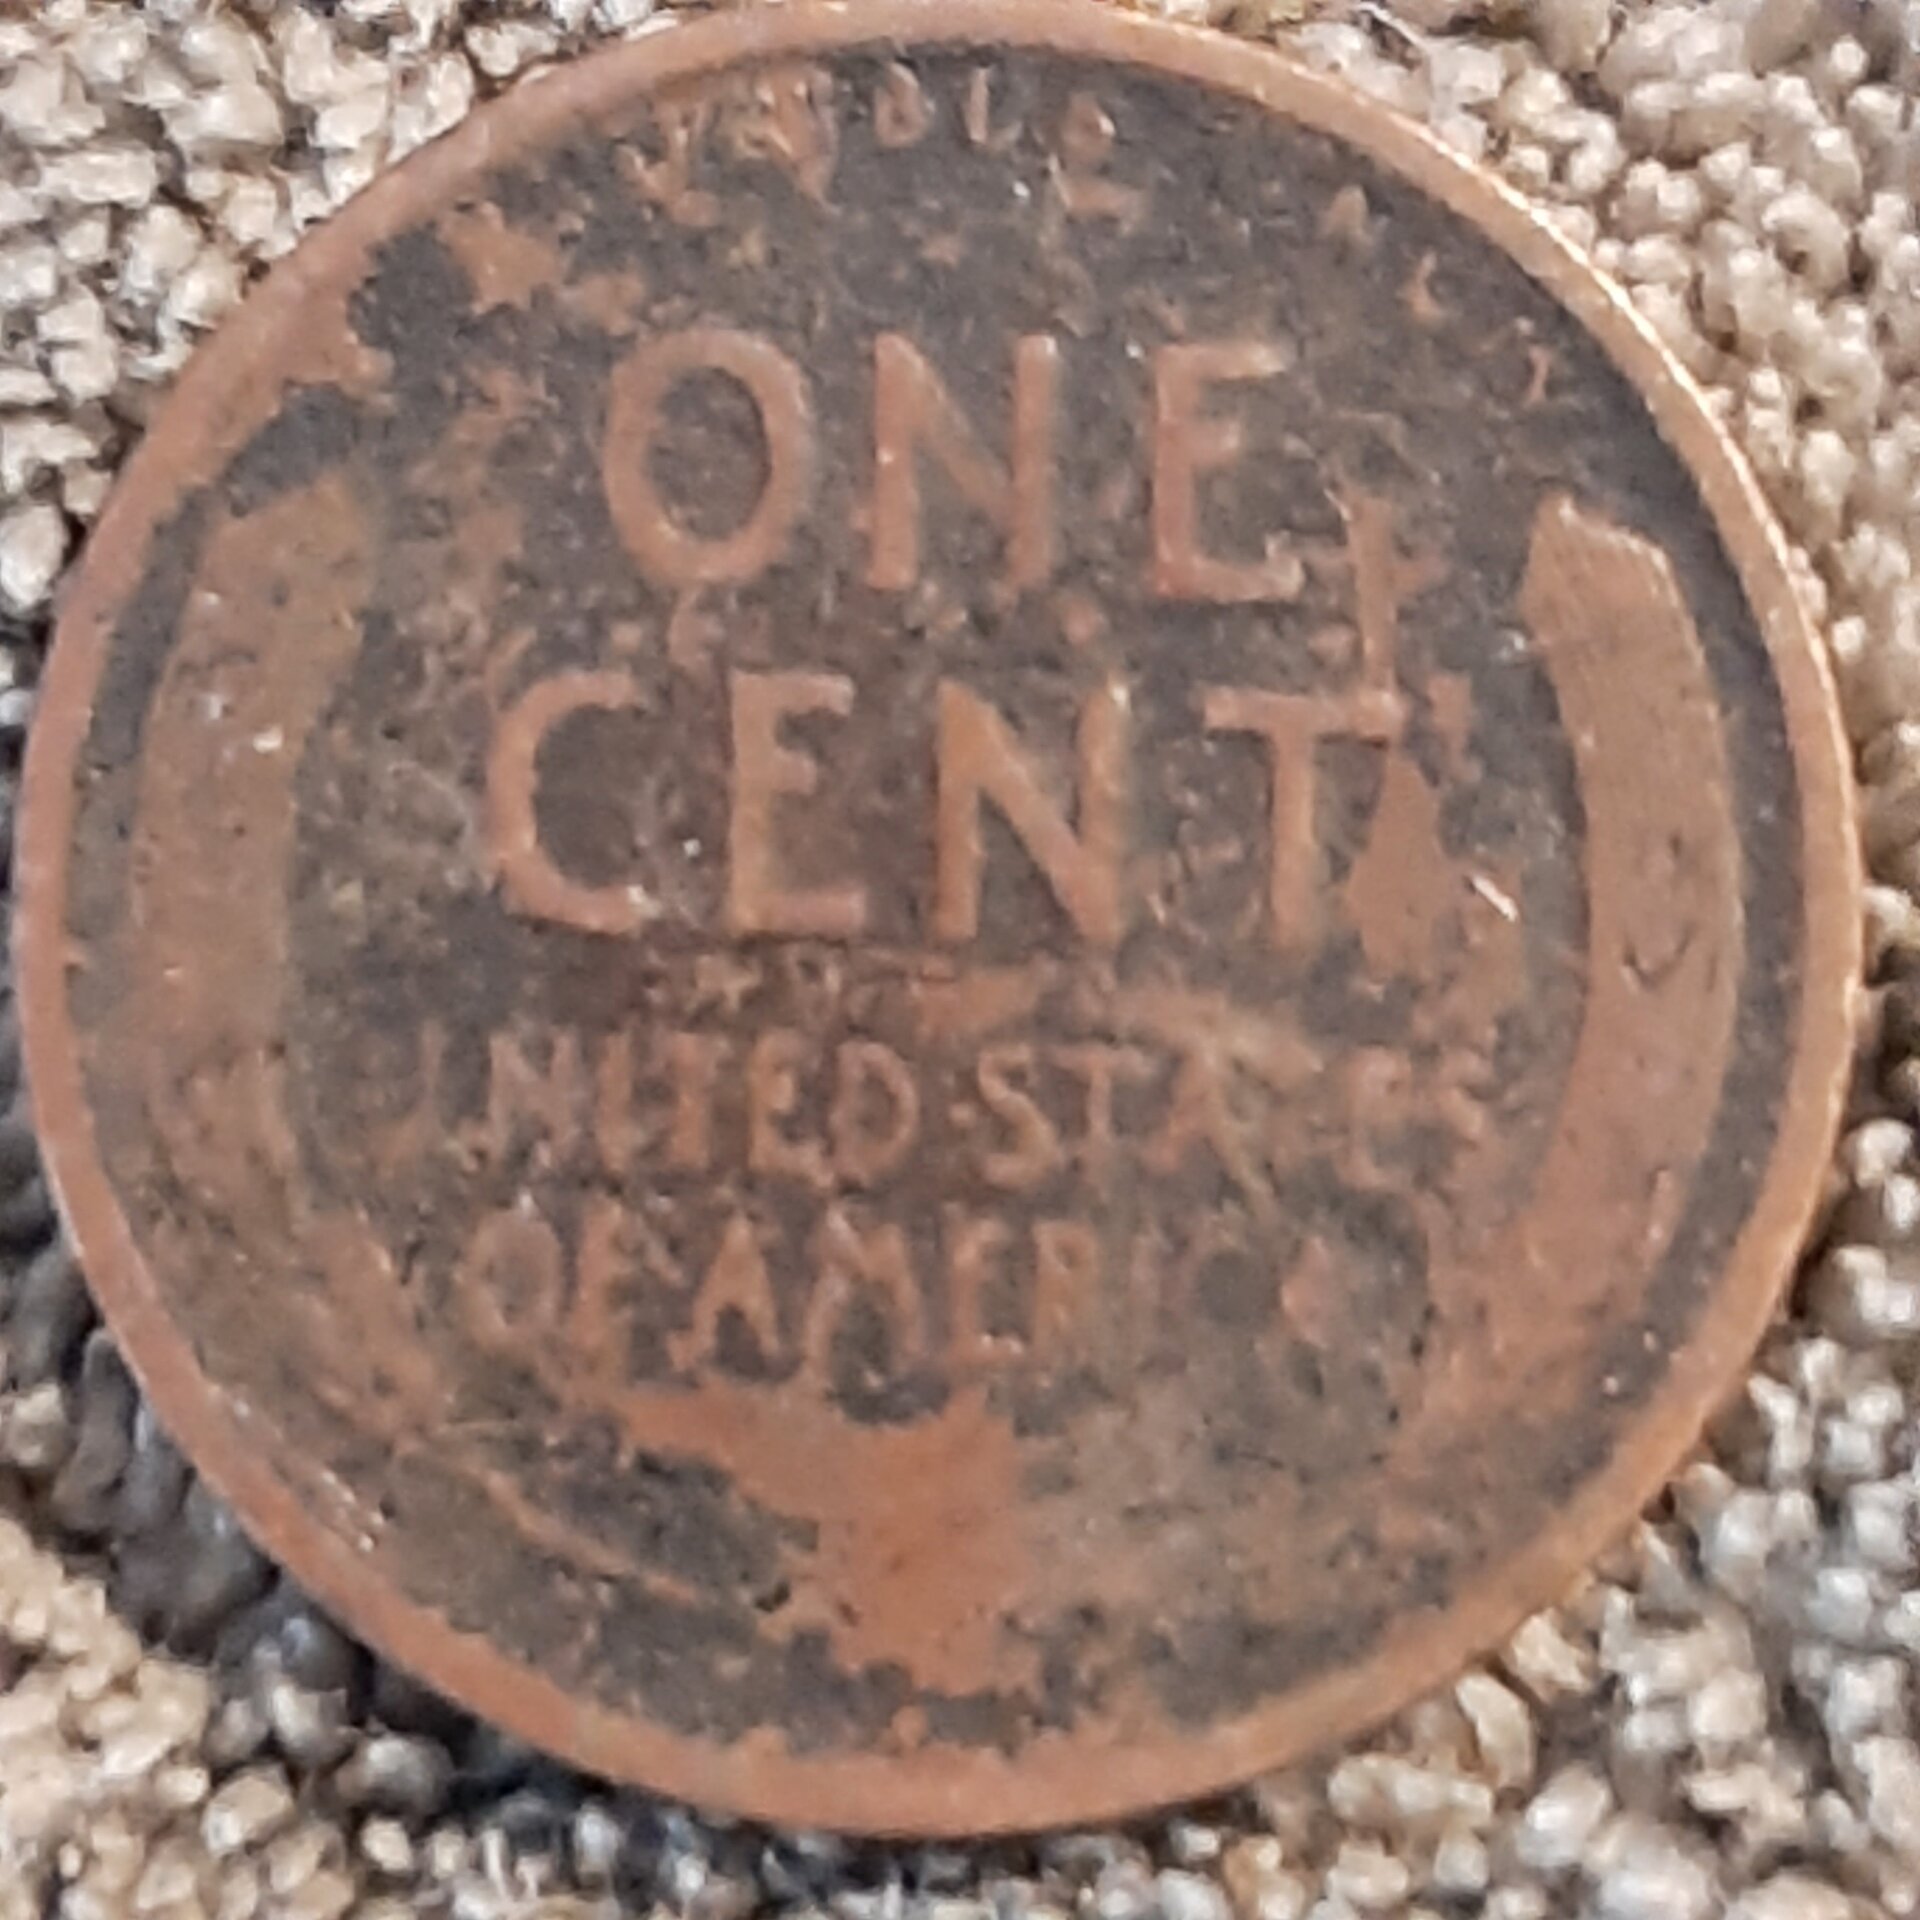 ONE
CENT
UNITED STATES
OF AMERICA